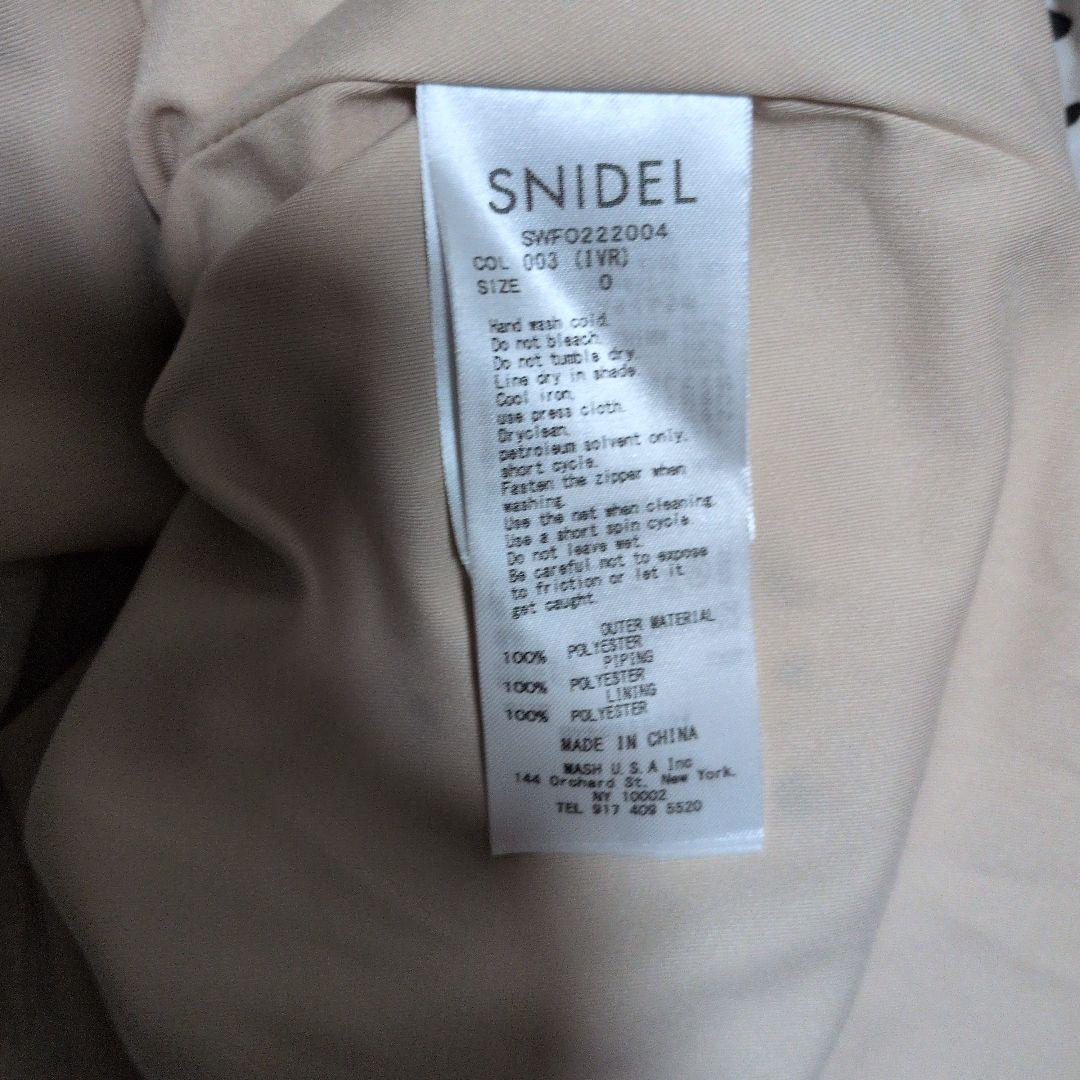 SNIDEL
SWFO222004
COL 003 (IVR)
SIZE 0
Hand wash cold.
Do not bleach.
Do not tumble dry.
Line dry in shade.
Cool iron.
use press cloth.
Dryclean.
petroleum solvent only.
short cycle.
Fasten the zipper when
washing.
Use the net when cleaning.
Use a short spin cycle.
Do not leave wet.
Be careful not to expose
to friction or let it
get caught.
OUTER MATERIAL
100% POLYESTER
PIPING
100% POLYESTER
LINING
100% POLYESTER
MADE IN CHINA
MASH U.S.A Inc
144 Orchard St. New York.
NY 10002
TEL 917 409 5520